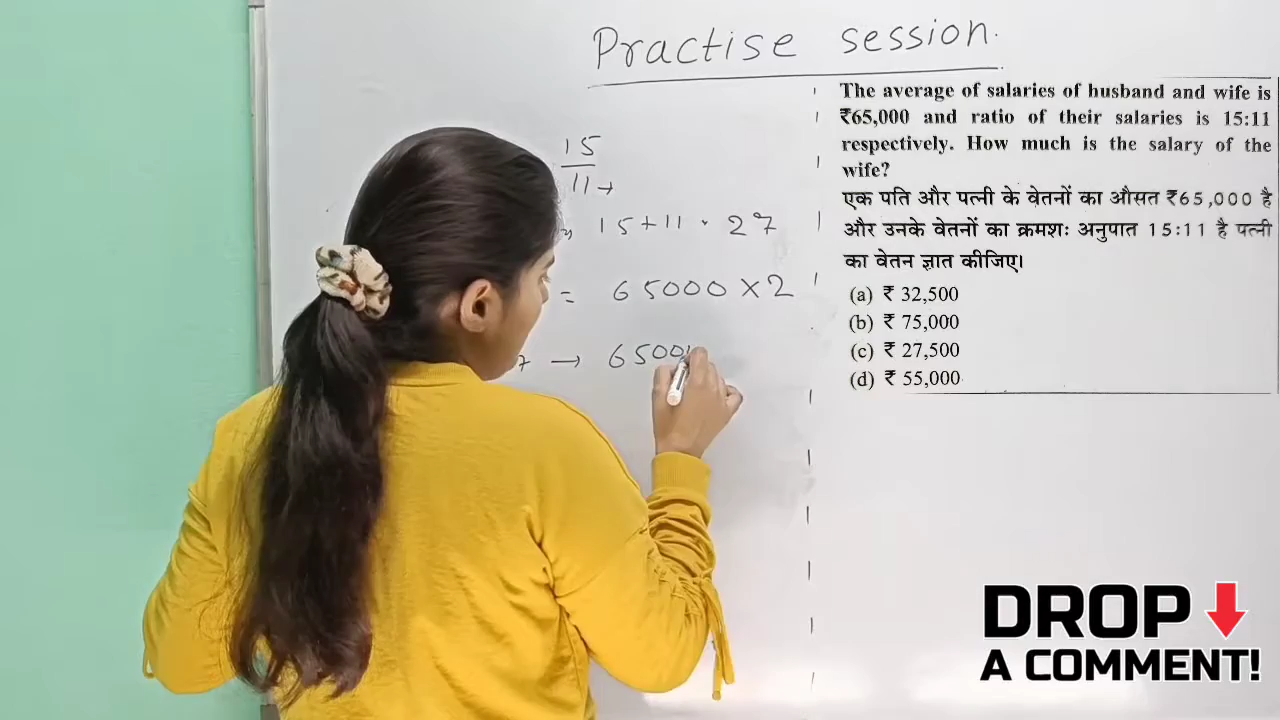 Practise session.
15
11
15+11 · 27
= 65000 × 2
7 → 6500
The average of salaries of husband and wife is
₹65,000 and ratio of their salaries is 15:11
respectively. How much is the salary of the
wife?
एक पति और पत्नी के वेतनों का औसत ₹65,000 है
और उनके वेतनों का क्रमशः अनुपात 15:11 है पत्नी
का वेतन ज्ञात कीजिए।
(a) ₹ 32,500
(b) ₹ 75,000
(c) ₹ 27,500
(d) ₹ 55,000
DROP
A COMMENT!